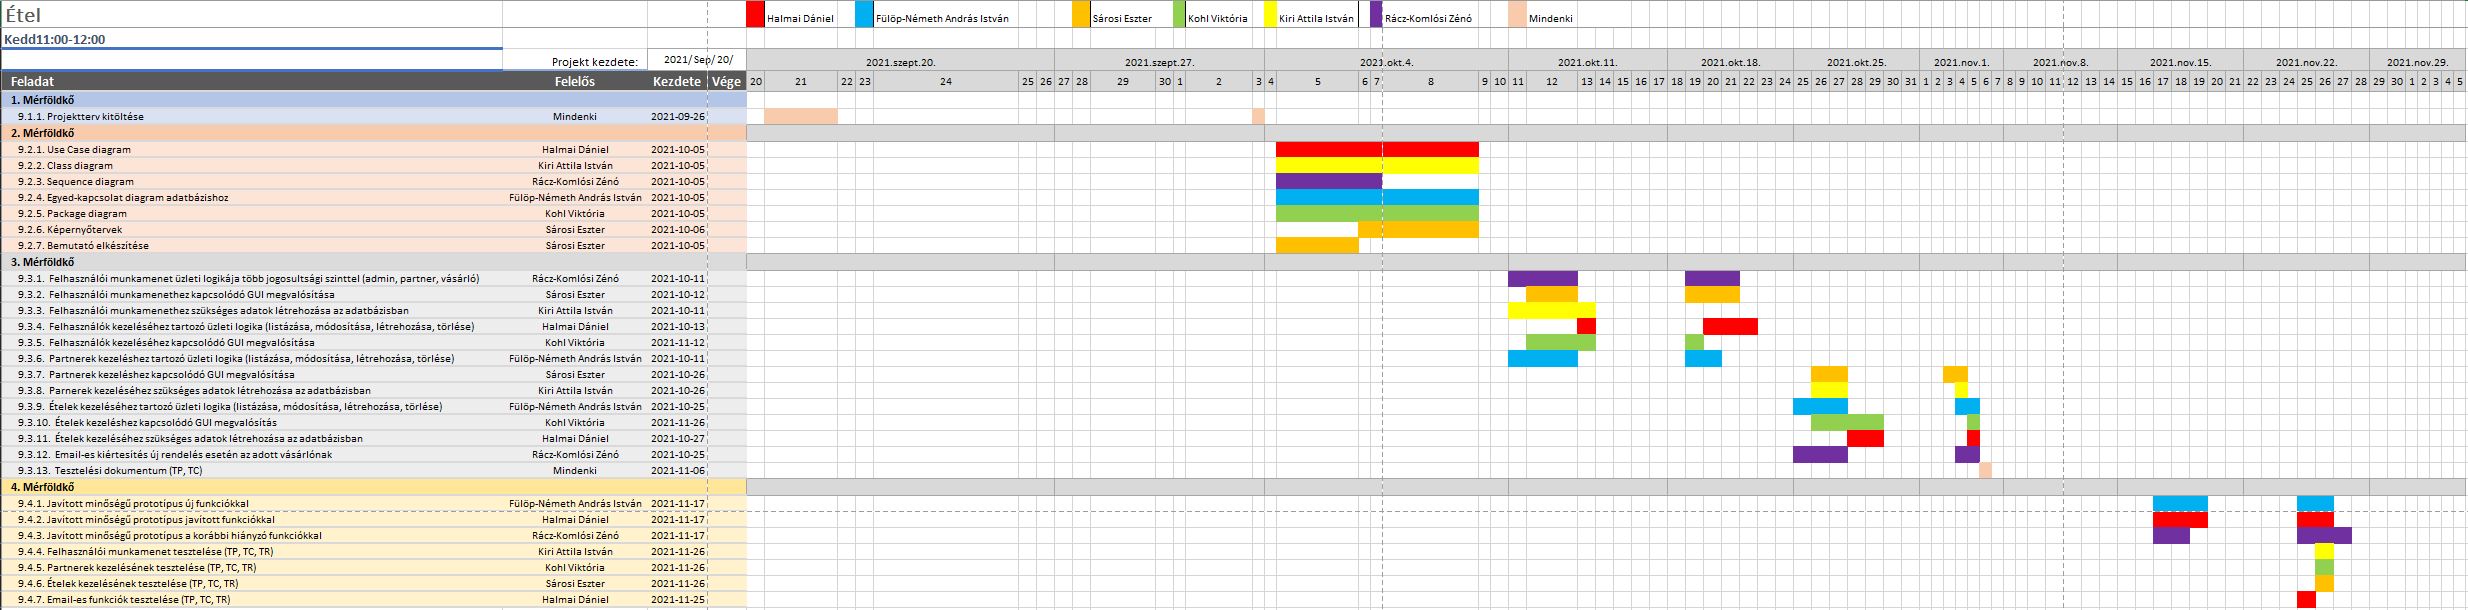 Étel
Halmai Dániel Fülöp-Németh András István Sárosi Eszter Kohl Viktória Kiri Attila István Rácz-Komlósi Zénó Mindenki
Kedd11:00-12:00
Projekt kezdete: 2021/Sep/20/ 2021.szept.20. 2021.szept.27. 2021.okt.4. 2021.okt.11. 2021.okt.18. 2021.okt.25. 2021.nov.1. 2021.nov.8. 2021.nov.15. 2021.nov.22. 2021.nov.29.
Feladat Felelős Kezdete Vége 20 21 22 23 24 25 26 27 28 29 30 1 2 3 4 5 6 7 8 9 10 11 12 13 14 15 16 17 18 19 20 21 22 23 24 25 26 27 28 29 30 31 1 2 3 4 5 6 7 8 9 10 11 12 13 14 15 16 17 18 19 20 21 22 23 24 25 26 27 28 29 30 1 2 3 4 5
1. Mérföldkő
9.1.1. Projektterv kitöltése Mindenki 2021-09-26
2. Mérföldkő
9.2.1. Use Case diagram Halmai Dániel 2021-10-05
9.2.2. Class diagram Kiri Attila István 2021-10-05
9.2.3. Sequence diagram Rácz-Komlósi Zénó 2021-10-05
9.2.4. Egyed-kapcsolat diagram adatbázishoz Fülöp-Németh András István 2021-10-05
9.2.5. Package diagram Kohl Viktória 2021-10-05
9.2.6. Képernyőtervek Sárosi Eszter 2021-10-06
9.2.7. Bemutató elkészítése Sárosi Eszter 2021-10-05
3. Mérföldkő
9.3.1. Felhasználói munkamenet üzleti logikája több jogosultsági szinttel (admin, partner, vásárló) Rácz-Komlósi Zénó 2021-10-11
9.3.2. Felhasználói munkamenethez kapcsolódó GUI megvalósítása Sárosi Eszter 2021-10-12
9.3.3. Felhasználói munkamenethez szükséges adatok létrehozása az adatbázisban Kiri Attila István 2021-10-11
9.3.4. Felhasználók kezeléséhez tartozó üzleti logika (listázása, módosítása, létrehozása, törlése) Halmai Dániel 2021-10-13
9.3.5. Felhasználók kezeléséhez kapcsolódó GUI megvalósítása Kohl Viktória 2021-11-12
9.3.6. Partnerek kezeléshez tartozó üzleti logika (listázása, módosítása, létrehozása, törlése) Fülöp-Németh András István 2021-10-11
9.3.7. Partnerek kezeléshez kapcsolódó GUI megvalósítása Sárosi Eszter 2021-10-26
9.3.8. Parnerek kezeléséhez szükséges adatok létrehozása az adatbázisban Kiri Attila István 2021-10-26
9.3.9. Ételek kezeléséhez tartozó üzleti logika (listázása, módosítása, létrehozása, törlése) Fülöp-Németh András István 2021-10-25
9.3.10. Ételek kezeléshez kapcsolódó GUI megvalósítás Kohl Viktória 2021-11-26
9.3.11. Ételek kezeléséhez szükséges adatok létrehozása az adatbázisban Halmai Dániel 2021-10-27
9.3.12. Email-es kiértesítés új rendelés esetén az adott vásárlónak Rácz-Komlósi Zénó 2021-10-25
9.3.13. Tesztelési dokumentum (TP, TC) Mindenki 2021-11-06
4. Mérföldkő
9.4.1. Javított minőségű prototípus új funkciókkal Fülöp-Németh András István 2021-11-17
9.4.2. Javított minőségű prototípus javított funkciókkal Halmai Dániel 2021-11-17
9.4.3. Javított minőségű prototípus a korábbi hiányzó funkciókkal Rácz-Komlósi Zénó 2021-11-17
9.4.4. Felhasználói munkamenet tesztelése (TP, TC, TR) Kiri Attila István 2021-11-26
9.4.5. Partnerek kezelésének tesztelése (TP, TC, TR) Kohl Viktória 2021-11-26
9.4.6. Ételek kezelésének tesztelése (TP, TC, TR) Sárosi Eszter 2021-11-26
9.4.7. Email-es funkciók tesztelése (TP, TC, TR) Halmai Dániel 2021-11-25